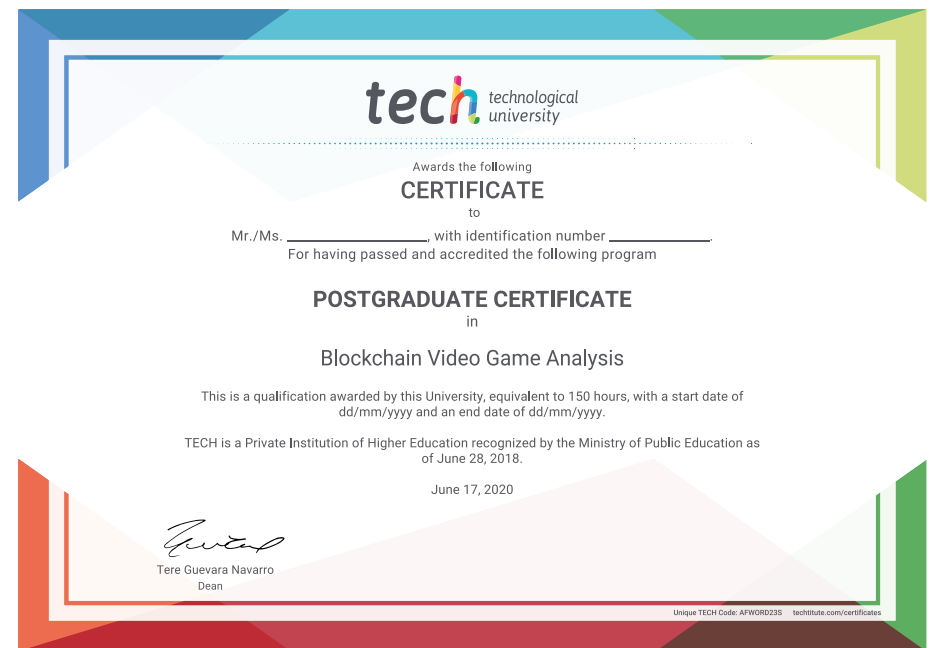 tech technological
university
Awards the following
CERTIFICATE
to
Mr./Ms. ____________________, with identification number ______________.
For having passed and accredited the following program
POSTGRADUATE CERTIFICATE
in
Blockchain Video Game Analysis
This is a qualification awarded by this University, equivalent to 150 hours, with a start date of
dd/mm/yyyy and an end date of dd/mm/yyyy.
TECH is a Private Institution of Higher Education recognized by the Ministry of Public Education as
of June 28, 2018.
June 17, 2020
Tere Guevara Navarro
Dean
Unique TECH Code: AFWORD23S techtitute.com/certificates